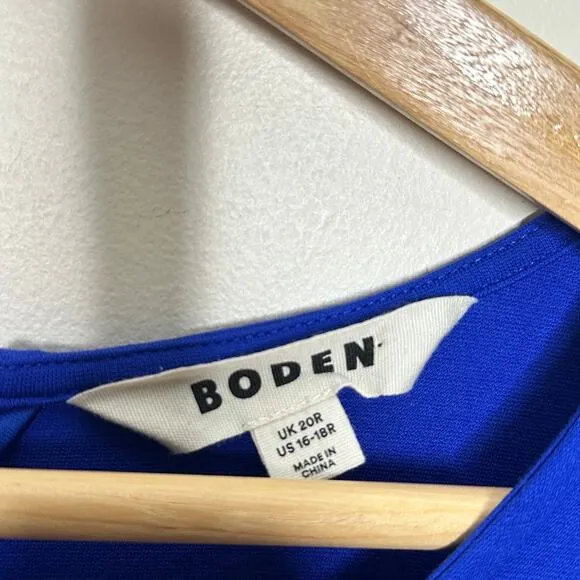 BODEN
UK 20R
US 16-18R
MADE IN
CHINA